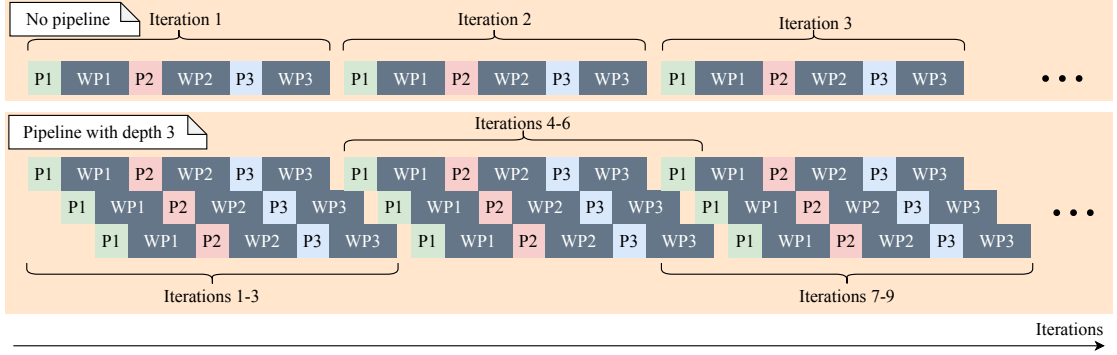 No pipeline
Iteration 1
Iteration 2
Iteration 3
P1 WP1 P2 WP2 P3 WP3 P1 WP1 P2 WP2 P3 WP3 P1 WP1 P2 WP2 P3 WP3
• • •
Pipeline with depth 3
Iterations 4-6
P1 WP1 P2 WP2 P3 WP3 P1 WP1 P2 WP2 P3 WP3 P1 WP1 P2 WP2 P3 WP3
P1 WP1 P2 WP2 P3 WP3 P1 WP1 P2 WP2 P3 WP3 P1 WP1 P2 WP2 P3 WP3
• • •
P1 WP1 P2 WP2 P3 WP3 P1 WP1 P2 WP2 P3 WP3 P1 WP1 P2 WP2 P3 WP3
Iterations 1-3
Iterations 7-9
Iterations